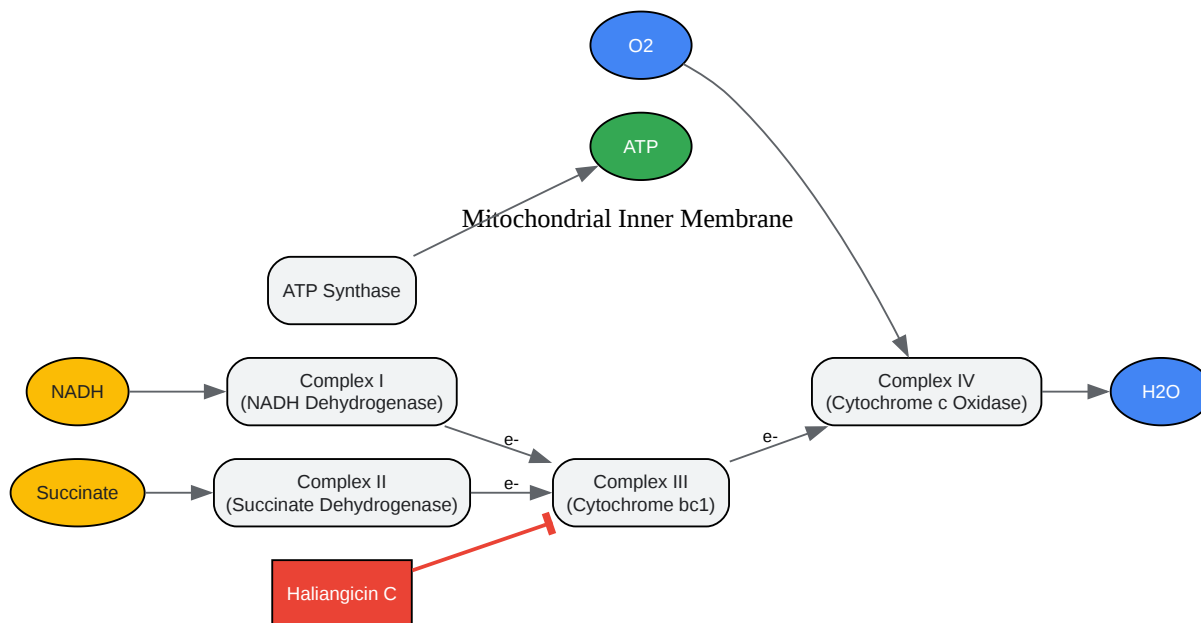 O2
ATP
Mitochondrial Inner Membrane
ATP Synthase
NADH
Complex I
(NADH Dehydrogenase)
e-
Complex IV
(Cytochrome c Oxidase)
H2O
e-
Succinate
Complex II
(Succinate Dehydrogenase)
e-
Complex III
(Cytochrome bc1)
Haliangicin C